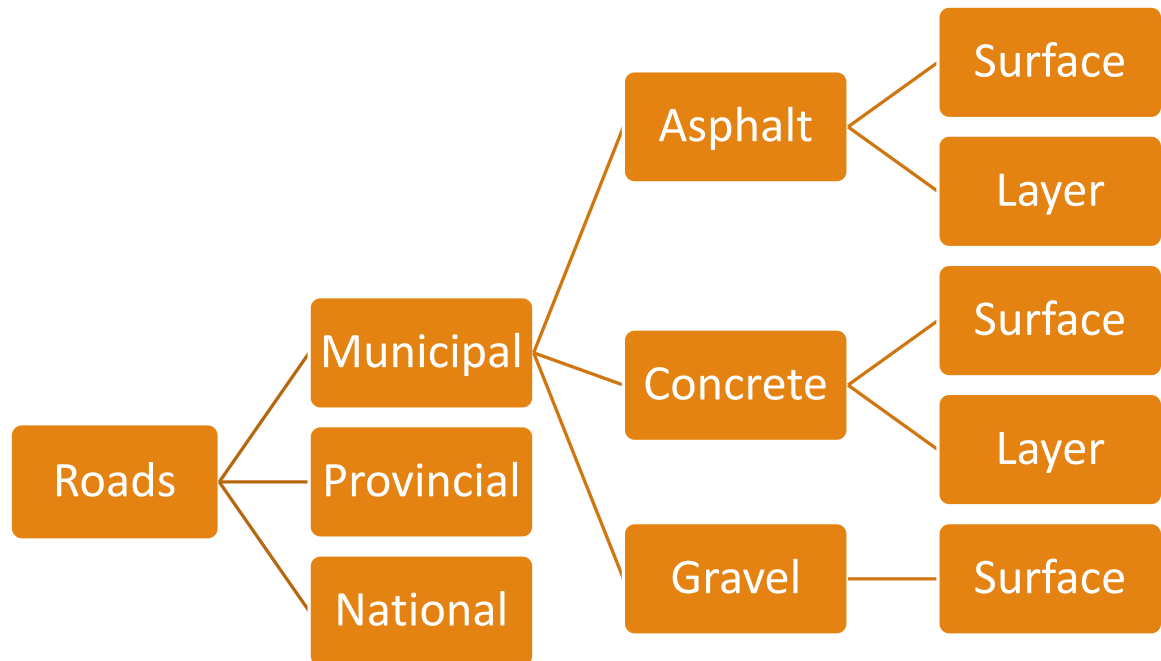 Roads
Municipal
Provincial
National
Asphalt
Concrete
Gravel
Surface
Layer
Surface
Layer
Surface